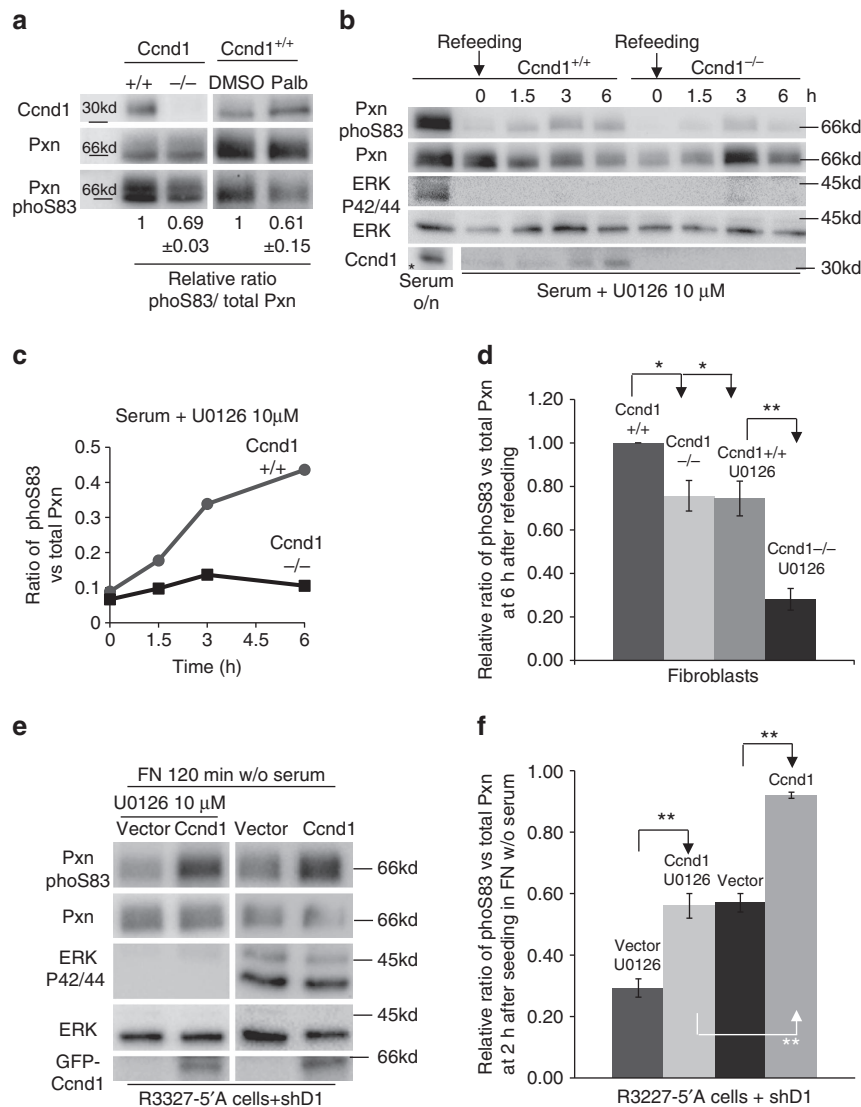 a
Ccnd1
Ccnd1+/+
+/+ −/− DMSO Palb
Ccnd1 30kd
Pxn 66kd
Pxn
phoS83 66kd
1 0.69 1 0.61
±0.03 ±0.15
Relative ratio
phoS83/ total Pxn
b
Refeeding Refeeding
Ccnd1+/+ Ccnd1−/−
0 1.5 3 6 0 1.5 3 6 h
Pxn
phoS83 66kd
Pxn 66kd
ERK
P42/44 45kd
ERK 45kd
Ccnd1 30kd
*
Serum
o/n
Serum + U0126 10 μM
c
Serum + U0126 10μM
Ratio of phoS83
vs total Pxn
0.5
0.4
0.3
0.2
0.1
0
Ccnd1
+/+
Ccnd1
−/−
0 1.5 3 4.5 6
Time (h)
d
Relative ratio of phoS83 vs total Pxn
at 6 h after refeeding
* * **
1.20
1.00
0.80
0.60
0.40
0.20
0.00
Ccnd1
+/+
Ccnd1
−/−
Ccnd1+/+
U0126
Ccnd1−/−
U0126
Fibroblasts
e
FN 120 min w/o serum
U0126 10 μM
Vector Ccnd1 Vector Ccnd1
Pxn
phoS83 66kd
Pxn 66kd
ERK
P42/44 45kd
ERK 45kd
GFP-
Ccnd1 66kd
R3327-5′A cells+shD1
f
Relative ratio of phoS83 vs total Pxn
at 2 h after seeding in FN w/o serum
1.00
0.80
0.60
0.40
0.20
0.00
**
**
**
Vector
U0126
Ccnd1
U0126
Vector
Ccnd1
R3227-5′A cells + shD1